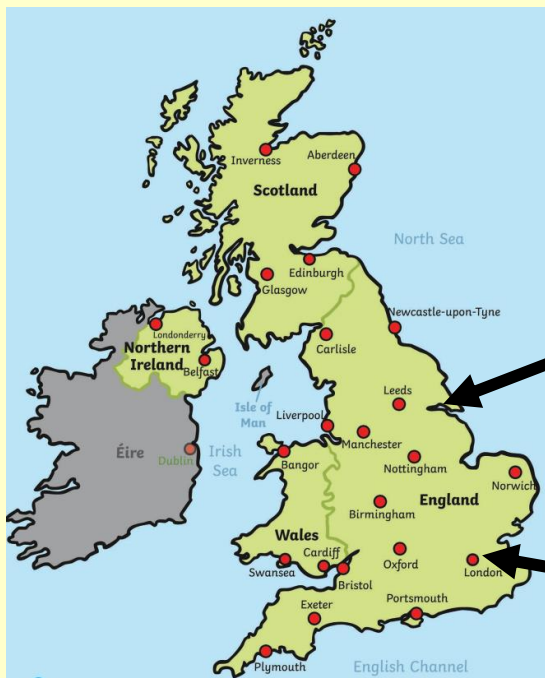 Inverness
Aberdeen
Scotland
North Sea
Edinburgh
Glasgow
Newcastle-upon-Tyne
Londonderry
Carlisle
Northern
Ireland
Belfast
Isle of
Man
Leeds
Liverpool
Manchester
Éire
Dublin
Irish
Sea
Bangor
Nottingham
Norwich
England
Birmingham
Wales
Cardiff
Swansea
Bristol
Oxford
London
Exeter
Portsmouth
Plymouth
English Channel